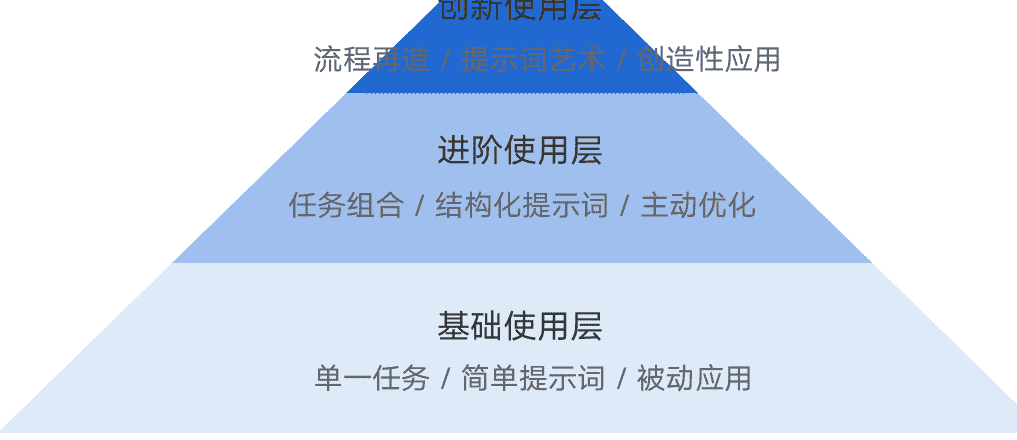 创新使用层
流程再造 / 提示词艺术 / 创造性应用
进阶使用层
任务组合 / 结构化提示词 / 主动优化
基础使用层
单一任务 / 简单提示词 / 被动应用